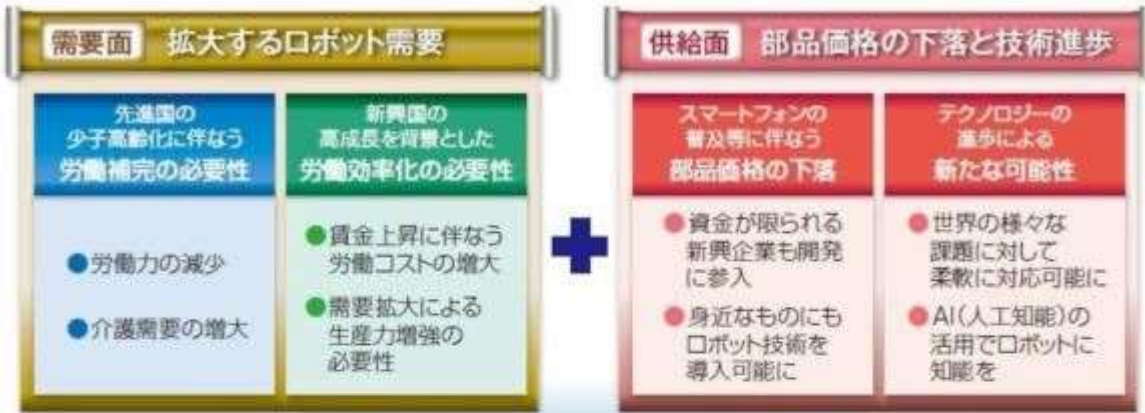 需要面 拡大するロボット需要
先進国の
少子高齢化に伴なう
労働補完の必要性
●労働力の減少
●介護需要の増大
新興国の
高成長を背景とした
労働効率化の必要性
●賃金上昇に伴なう
労働コストの増大
●需要拡大による
生産力増強の
必要性
供給面 部品価格の下落と技術進歩
スマートフォンの
普及等に伴なう
部品価格の下落
●資金が限られる
新興企業も開発
に参入
●身近なものにも
ロボット技術を
導入可能に
テクノロジーの
進歩による
新たな可能性
●世界の様々な
課題に対して
柔軟に対応可能に
●AI(人工知能)の
活用でロボットに
知能を